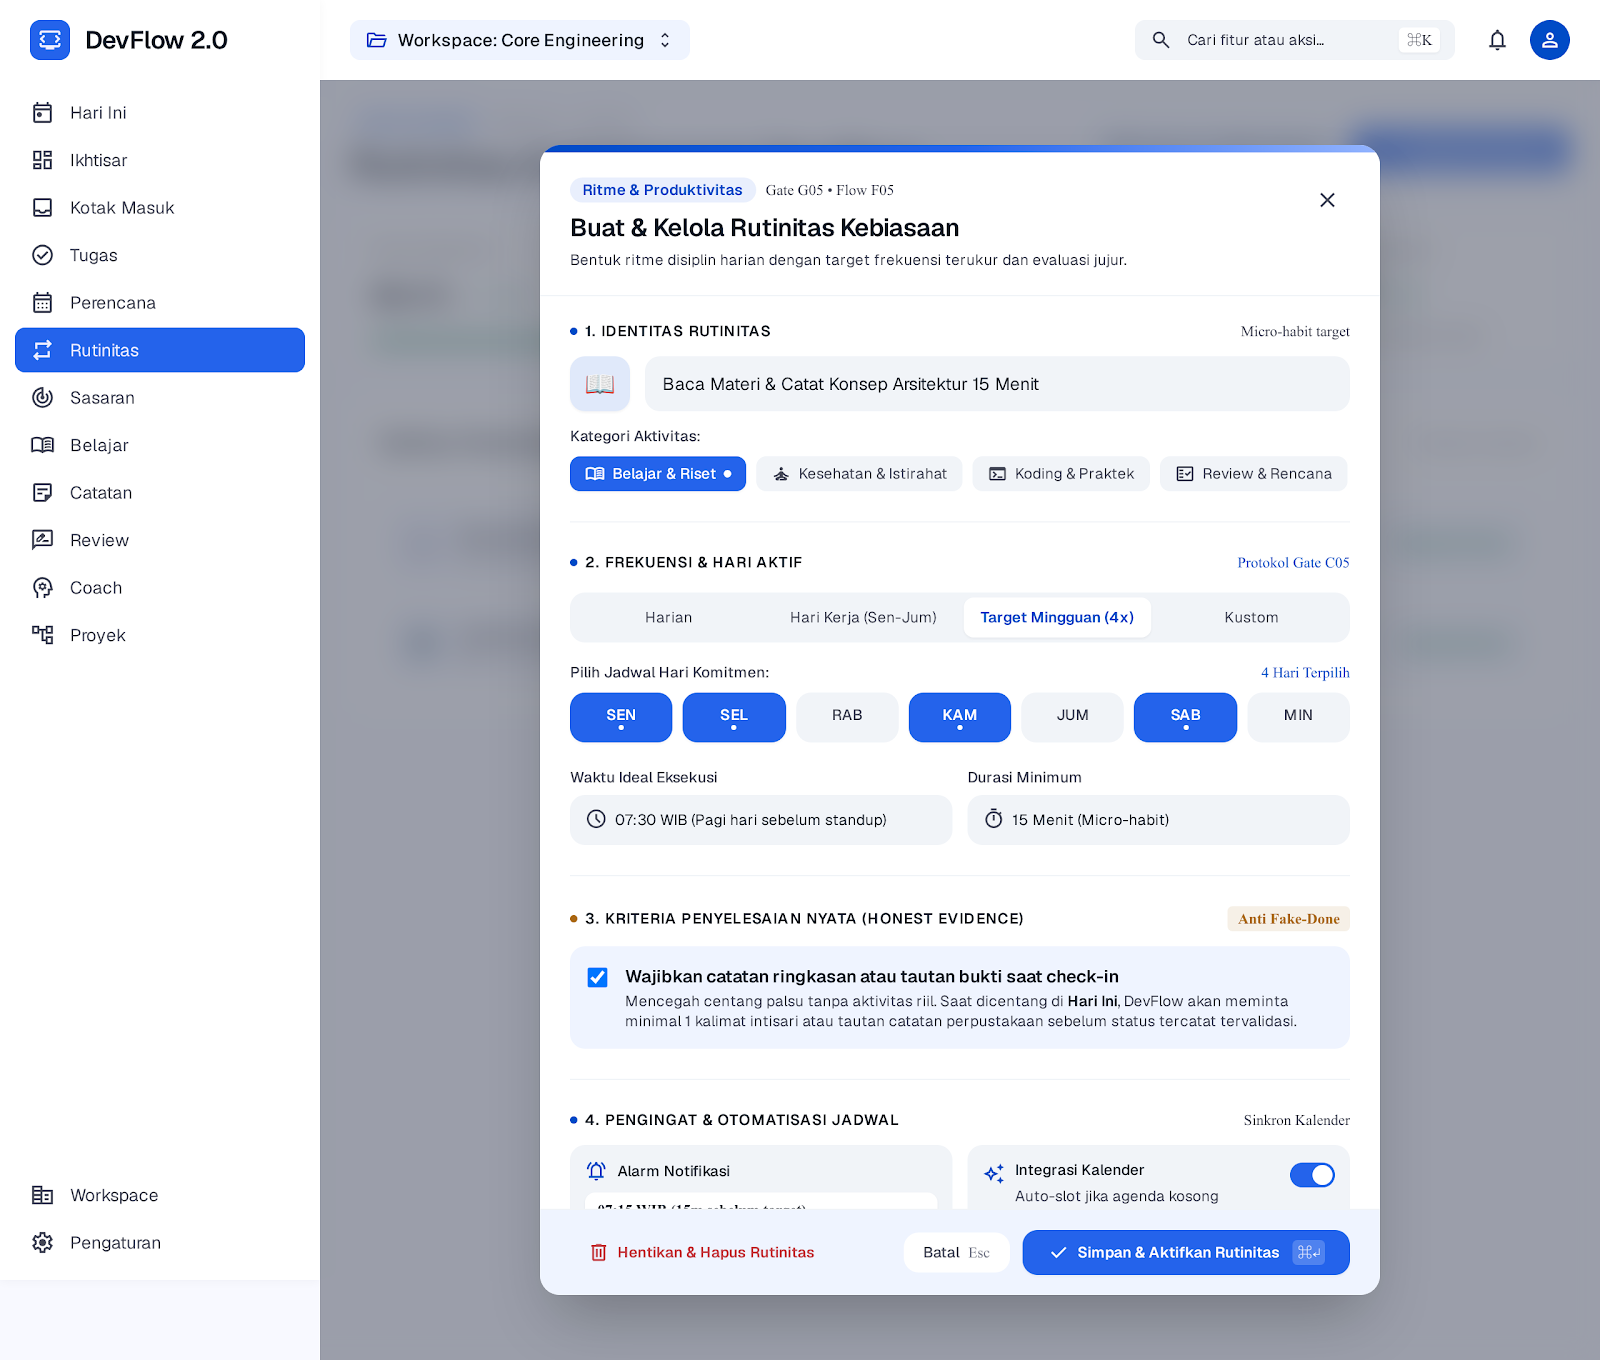 DevFlow 2.0
Workspace: Core Engineering
Cari fitur atau aksi...
⌘K
Hari Ini
Ikhtisar
Kotak Masuk
Tugas
Perencana
Rutinitas
Sasaran
Belajar
Catatan
Review
Coach
Proyek
Workspace
Pengaturan
Ritme & Produktivitas
Gate G05 • Flow F05
Buat & Kelola Rutinitas Kebiasaan
Bentuk ritme disiplin harian dengan target frekuensi terukur dan evaluasi jujur.
1. IDENTITAS RUTINITAS
Micro-habit target
Baca Materi & Catat Konsep Arsitektur 15 Menit
Kategori Aktivitas:
Belajar & Riset
Kesehatan & Istirahat
Koding & Praktek
Review & Rencana
2. FREKUENSI & HARI AKTIF
Protokol Gate C05
Harian
Hari Kerja (Sen-Jum)
Target Mingguan (4x)
Kustom
Pilih Jadwal Hari Komitmen:
4 Hari Terpilih
SEN
SEL
RAB
KAM
JUM
SAB
MIN
Waktu Ideal Eksekusi
Durasi Minimum
07:30 WIB (Pagi hari sebelum standup)
15 Menit (Micro-habit)
3. KRITERIA PENYELESAIAN NYATA (HONEST EVIDENCE)
Anti Fake-Done
Wajibkan catatan ringkasan atau tautan bukti saat check-in
Mencegah centang palsu tanpa aktivitas riil. Saat dicentang di Hari Ini, DevFlow akan meminta
minimal 1 kalimat intisari atau tautan catatan perpustakaan sebelum status tercatat tervalidasi.
4. PENGINGAT & OTOMATISASI JADWAL
Sinkron Kalender
Alarm Notifikasi
07:15 WIB (15m sebelum target)
Integrasi Kalender
Auto-slot jika agenda kosong
Hentikan & Hapus Rutinitas
Batal Esc
Simpan & Aktifkan Rutinitas ⌘↵